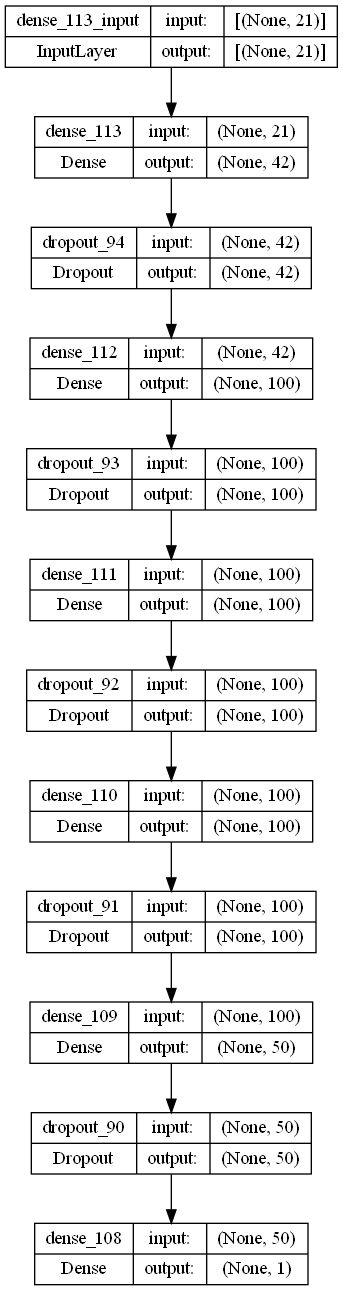 dense_113_input input: [(None, 21)]
InputLayer output: [(None, 21)]
dense_113 input: (None, 21)
Dense output: (None, 42)
dropout_94 input: (None, 42)
Dropout output: (None, 42)
dense_112 input: (None, 42)
Dense output: (None, 100)
dropout_93 input: (None, 100)
Dropout output: (None, 100)
dense_111 input: (None, 100)
Dense output: (None, 100)
dropout_92 input: (None, 100)
Dropout output: (None, 100)
dense_110 input: (None, 100)
Dense output: (None, 100)
dropout_91 input: (None, 100)
Dropout output: (None, 100)
dense_109 input: (None, 100)
Dense output: (None, 50)
dropout_90 input: (None, 50)
Dropout output: (None, 50)
dense_108 input: (None, 50)
Dense output: (None, 1)